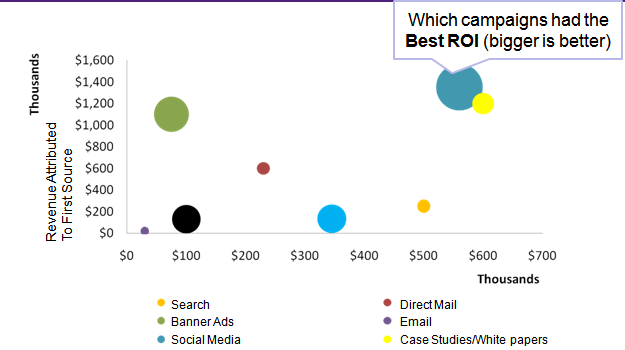 Which campaigns had the
Best ROI (bigger is better)
Thousands
Revenue Attributed
To First Source
$1,600
$1,400
$1,200
$1,000
$800
$600
$400
$200
$0
$0 $100 $200 $300 $400 $500 $600 $700
Thousands
Search Direct Mail
Banner Ads Email
Social Media Case Studies/White papers